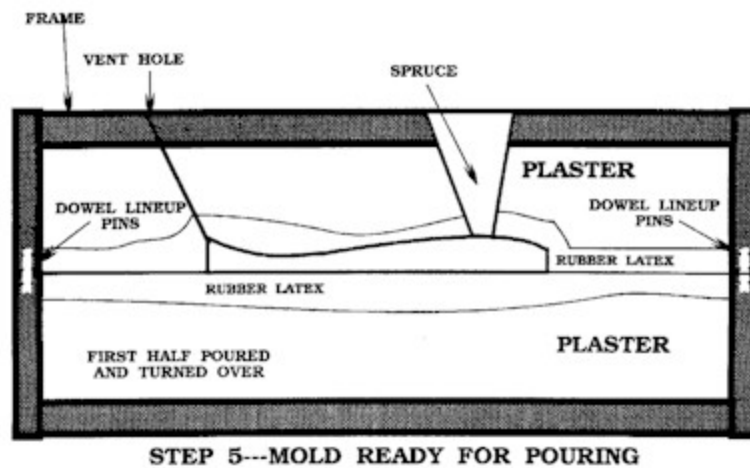 FRAME
VENT HOLE
SPRUCE
PLASTER
DOWEL LINEUP
PINS
DOWEL LINEUP
PINS
RUBBER LATEX
RUBBER LATEX
PLASTER
FIRST HALF POURED
AND TURNED OVER
STEP 5---MOLD READY FOR POURING